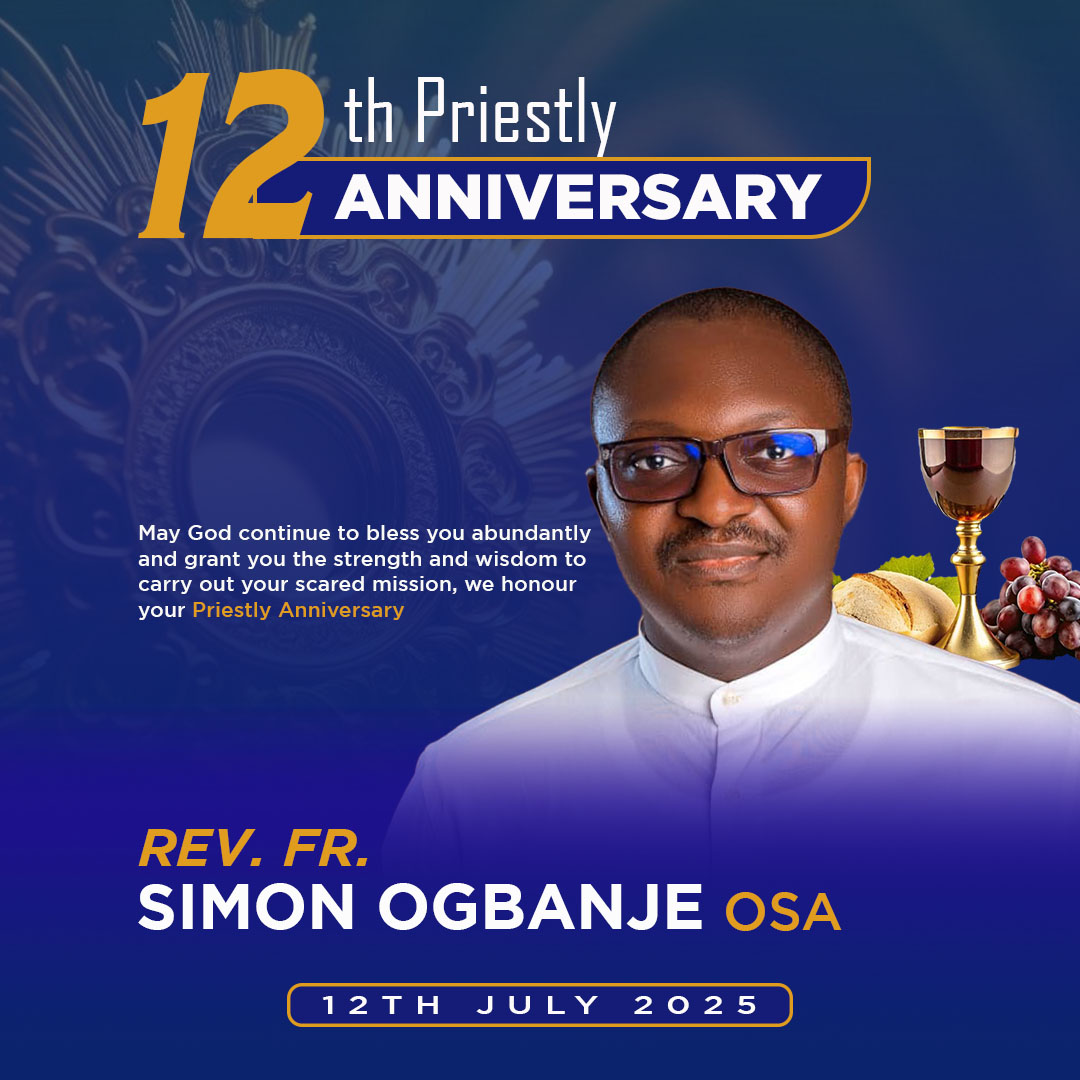 12th Priestly
ANNIVERSARY
May God continue to bless you abundantly
and grant you the strength and wisdom to
carry out your scared mission, we honour
your Priestly Anniversary
REV. FR.
SIMON OGBANJE OSA
12TH JULY 2025